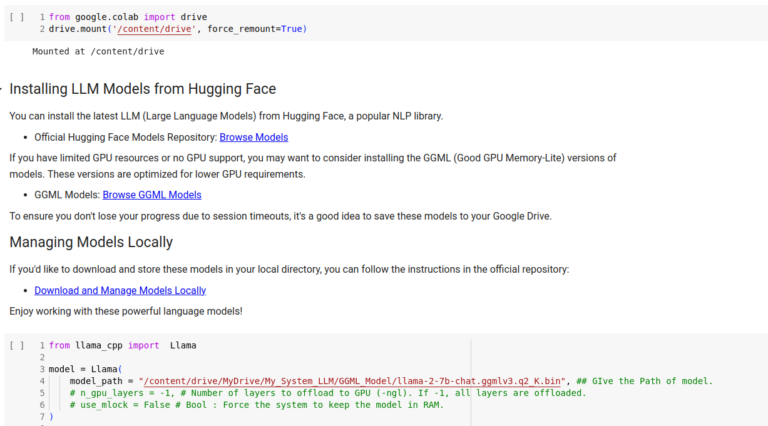 [ ] 1 from google.colab import drive
2 drive.mount('/content/drive', force_remount=True)
Mounted at /content/drive
Installing LLM Models from Hugging Face
You can install the latest LLM (Large Language Models) from Hugging Face, a popular NLP library.
• Official Hugging Face Models Repository: Browse Models
If you have limited GPU resources or no GPU support, you may want to consider installing the GGML (Good GPU Memory-Lite) versions of
models. These versions are optimized for lower GPU requirements.
• GGML Models: Browse GGML Models
To ensure you don't lose your progress due to session timeouts, it's a good idea to save these models to your Google Drive.
Managing Models Locally
If you'd like to download and store these models in your local directory, you can follow the instructions in the official repository:
• Download and Manage Models Locally
Enjoy working with these powerful language models!
[ ] 1 from llama_cpp import  Llama
2
3 model = Llama(
4     model_path = "/content/drive/MyDrive/My_System_LLM/GGML_Model/llama-2-7b-chat.ggmlv3.q2_K.bin", ## GIve the Path of model.
5     # n_gpu_layers = -1, # Number of layers to offload to GPU (-ngl). If -1, all layers are offloaded.
6     # use_mlock = False # Bool : Force the system to keep the model in RAM.
7 )